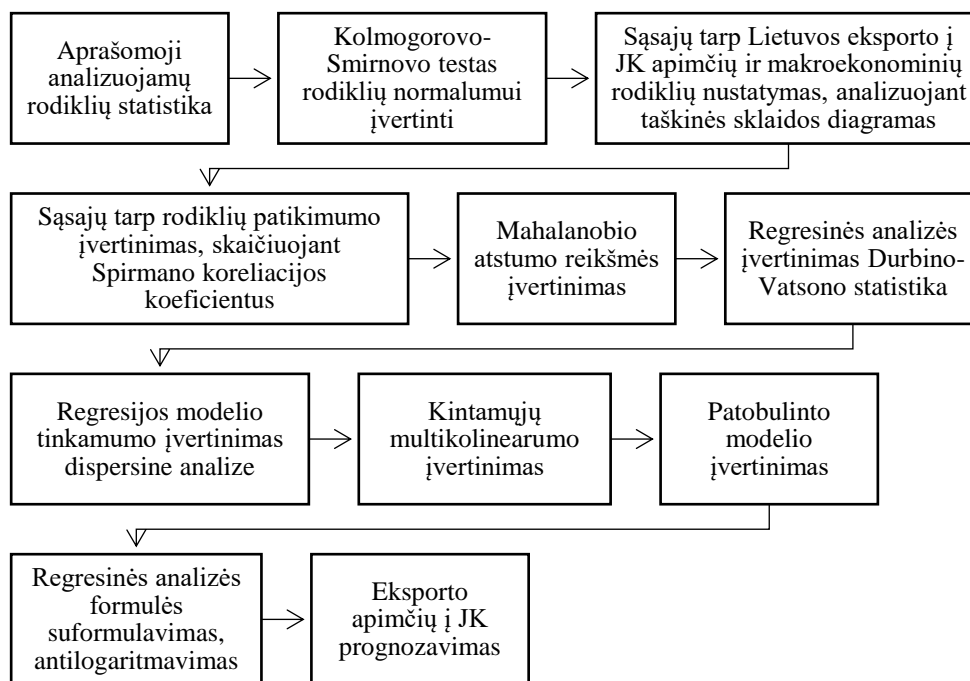 Aprašomoji
analizuojamų
rodiklių statistika
Kolmogorovo-
Smirnovo testas
rodiklių normalumui
įvertinti
Sąsajų tarp Lietuvos eksporto į
JK apimčių ir makroekonominių
rodiklių nustatymas, analizuojant
taškinės sklaidos diagramas
Sąsajų tarp rodiklių patikimumo
įvertinimas, skaičiuojant
Spirmano koreliacijos
koeficientus
Mahalanobio
atstumo reikšmės
įvertinimas
Regresinės analizės
įvertinimas Durbino-
Vatsono statistika
Regresijos modelio
tinkamumo įvertinimas
dispersine analize
Kintamųjų
multikolinearumo
įvertinimas
Patobulinto
modelio
įvertinimas
Regresinės analizės
formulės
suformulavimas,
antilogaritmavimas
Eksporto
apimčių į JK
prognozavimas